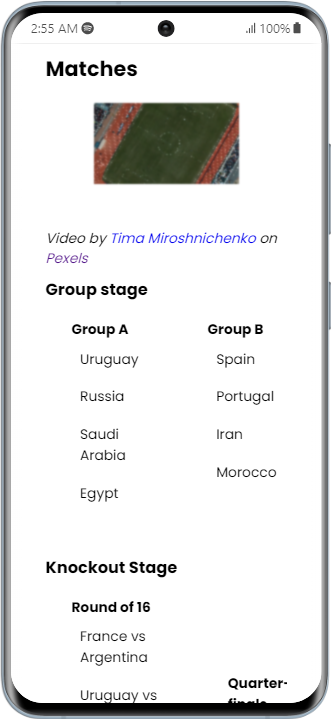 2:55 AM 100%
Matches
Video by Tima Miroshnichenko on
Pexels
Group stage
Group A Group B
Uruguay Spain
Russia Portugal
Saudi Iran
Arabia
Morocco
Egypt
Knockout Stage
Round of 16
France vs
Argentina
Quarter-
Uruguay vs
finals